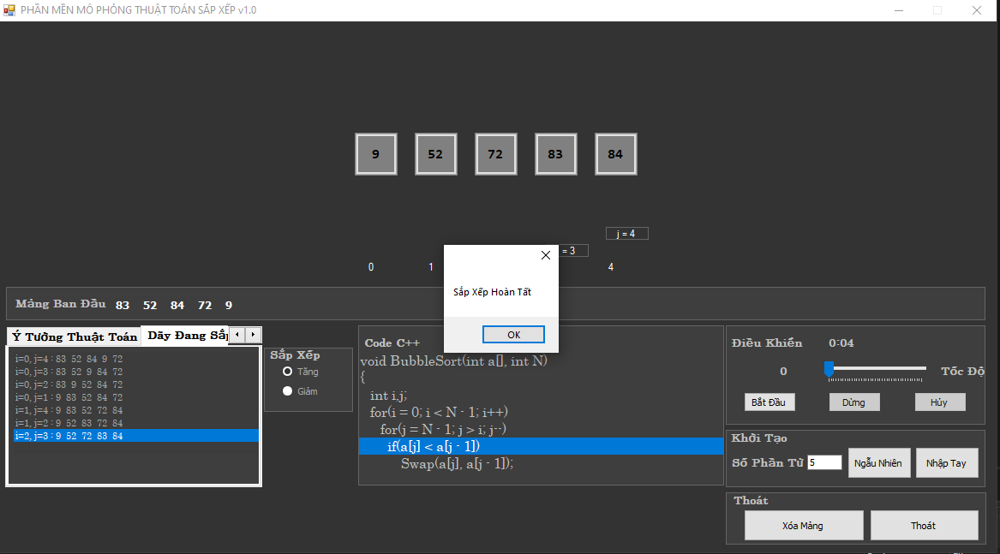 PHẦN MỀN MÔ PHỎNG THUẬT TOÁN SẮP XẾP v1.0
9 52 72 83 84
j = 4
= 3
0 1 4
Sắp Xếp Hoàn Tất
OK
Mảng Ban Đầu 83 52 84 72 9
Ý Tưởng Thuật Toán Dãy Đang Sắp
i=0, j=4 : 83 52 84 9 72
i=0, j=3 : 83 52 9 84 72
i=0, j=2 : 83 9 52 84 72
i=0, j=1 : 9 83 52 84 72
i=1, j=4 : 9 83 52 72 84
i=1, j=2 : 9 52 83 72 84
i=2, j=3 : 9 52 72 83 84
Sắp Xếp
Tăng
Giảm
Code C++
void BubbleSort(int a[], int N)
{
int i,j;
for(i = 0; i < N - 1; i++)
for(j = N - 1; j > i; j--)
if(a[j] < a[j - 1])
Swap(a[j], a[j - 1]);
Điều Khiển 0:04
0 Tốc Độ
Bắt Đầu Dừng Hủy
Khởi Tạo
Số Phần Tử 5 Ngẫu Nhiên Nhập Tay
Thoát
Xóa Mảng Thoát